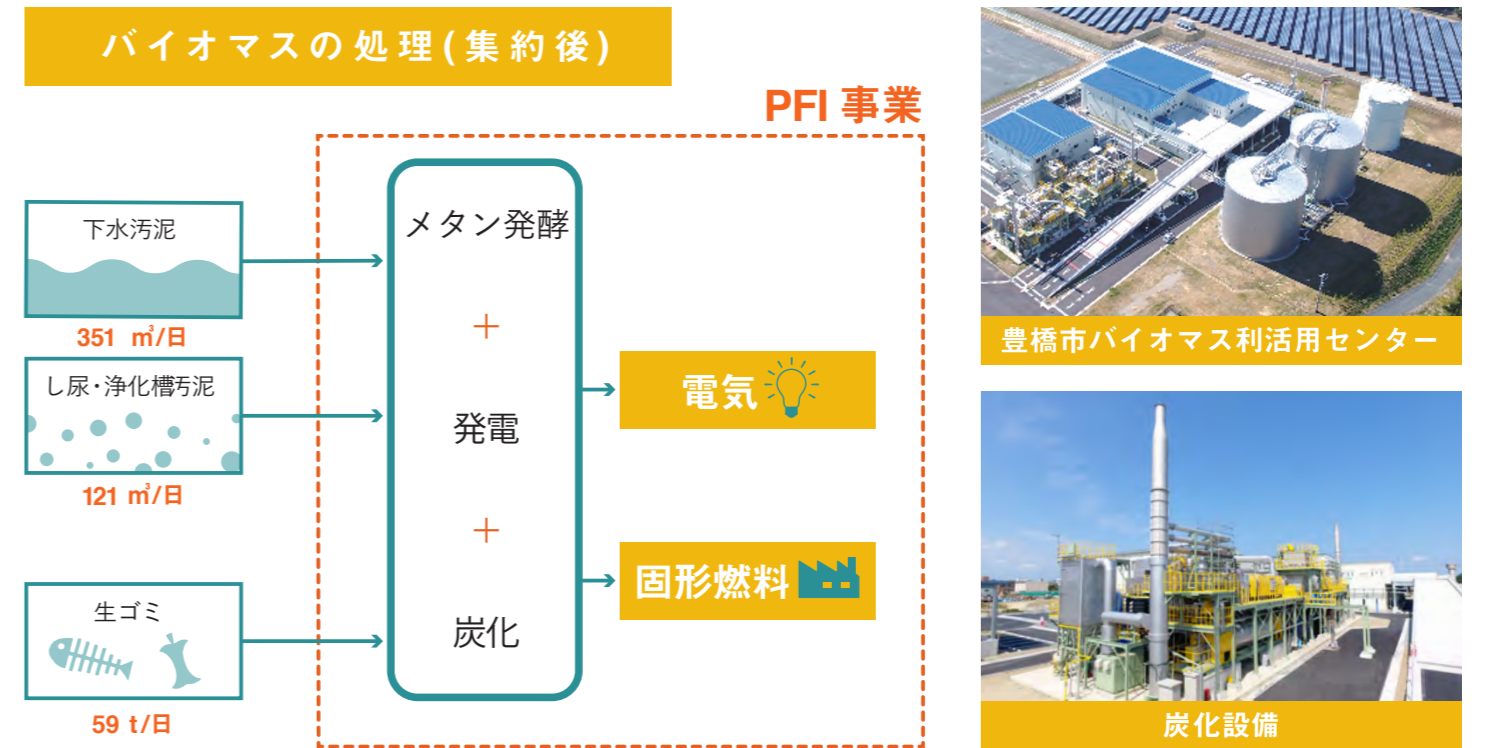 バイオマスの処理(集約後)
PFI 事業
下水汚泥
351 ㎥/日
し尿・浄化槽汚泥
121 ㎥/日
生ゴミ
59 t/日
メタン発酵
+
発電
+
炭化
電気
固形燃料
豊橋市バイオマス利活用センター
炭化設備